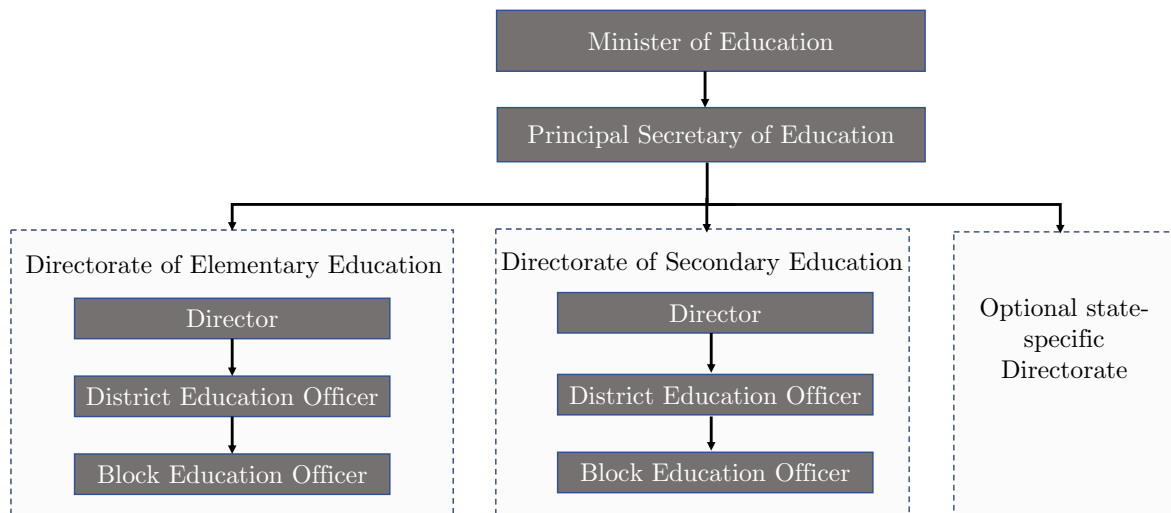 Minister of Education
Principal Secretary of Education
Directorate of Elementary Education
Director
District Education Officer
Block Education Officer
Directorate of Secondary Education
Director
District Education Officer
Block Education Officer
Optional state-
specific
Directorate